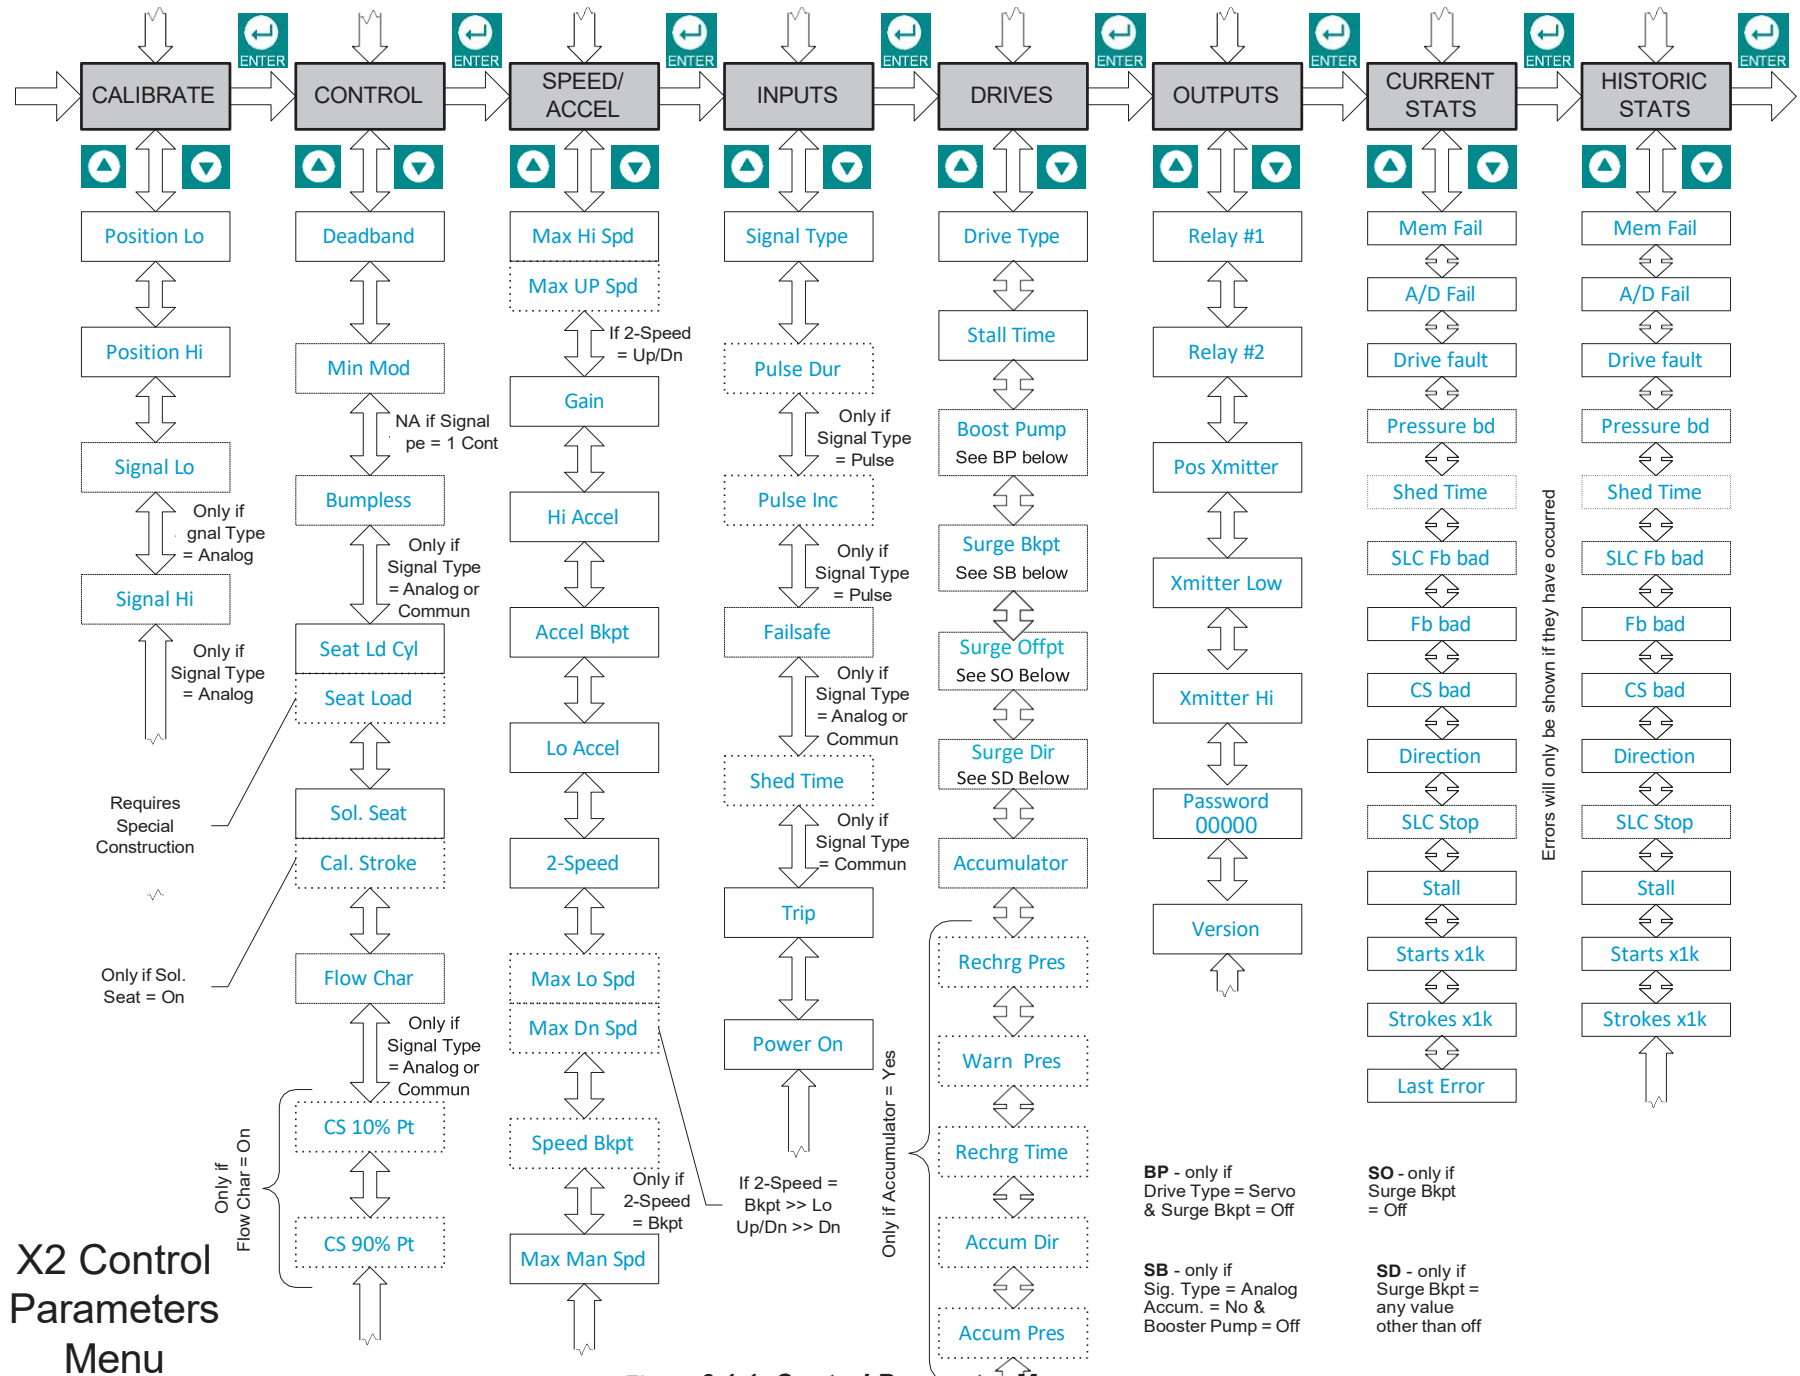 ENTER
ENTER
ENTER
ENTER
ENTER
ENTER
ENTER
ENTER
CALIBRATE
CONTROL
SPEED/
ACCEL
INPUTS
DRIVES
OUTPUTS
CURRENT
STATS
HISTORIC
STATS
Position Lo
Position Hi
Signal Lo
Only if
gnal Type
= Analog
Signal Hi
Only if
Signal Type
= Analog
Requires
Special
Construction
Only if Sol.
Seat = On
Deadband
Min Mod
NA if Signal
pe = 1 Cont
Bumpless
Only if
Signal Type
= Analog or
Commun
Seat Ld Cyl
Seat Load
Sol. Seat
Cal. Stroke
Flow Char
Only if
Signal Type
= Analog or
Commun
Only if
Flow Char = On
CS 10% Pt
CS 90% Pt
Max Hi Spd
Max UP Spd
If 2-Speed
= Up/Dn
Gain
Hi Accel
Accel Bkpt
Lo Accel
2-Speed
Max Lo Spd
Max Dn Spd
Speed Bkpt
Only if
2-Speed
= Bkpt
Max Man Spd
If 2-Speed =
Bkpt >> Lo
Up/Dn >> Dn
Signal Type
Pulse Dur
Only if
Signal Type
= Pulse
Pulse Inc
Only if
Signal Type
= Pulse
Failsafe
Only if
Signal Type
= Analog or
Commun
Shed Time
Only if
Signal Type
= Commun
Trip
Power On
Drive Type
Stall Time
Boost Pump
See BP below
Surge Bkpt
See SB below
Surge Offpt
See SO Below
Surge Dir
See SD Below
Accumulator
Only if Accumulator = Yes
Rechrg Pres
Warn Pres
Rechrg Time
Accum Dir
Accum Pres
Relay #1
Relay #2
Pos Xmitter
Xmitter Low
Xmitter Hi
Password
00000
Version
Mem Fail
A/D Fail
Drive fault
Pressure bd
Shed Time
SLC Fb bad
Fb bad
CS bad
Direction
SLC Stop
Stall
Starts x1k
Strokes x1k
Last Error
Errors will only be shown if they have occurred
Mem Fail
A/D Fail
Drive fault
Pressure bd
Shed Time
SLC Fb bad
Fb bad
CS bad
Direction
SLC Stop
Stall
Starts x1k
Strokes x1k
BP - only if
Drive Type = Servo
& Surge Bkpt = Off
SO - only if
Surge Bkpt
= Off
SB - only if
Sig. Type = Analog
Accum. = No &
Booster Pump = Off
SD - only if
Surge Bkpt =
any value
other than off
X2 Control
Parameters
Menu